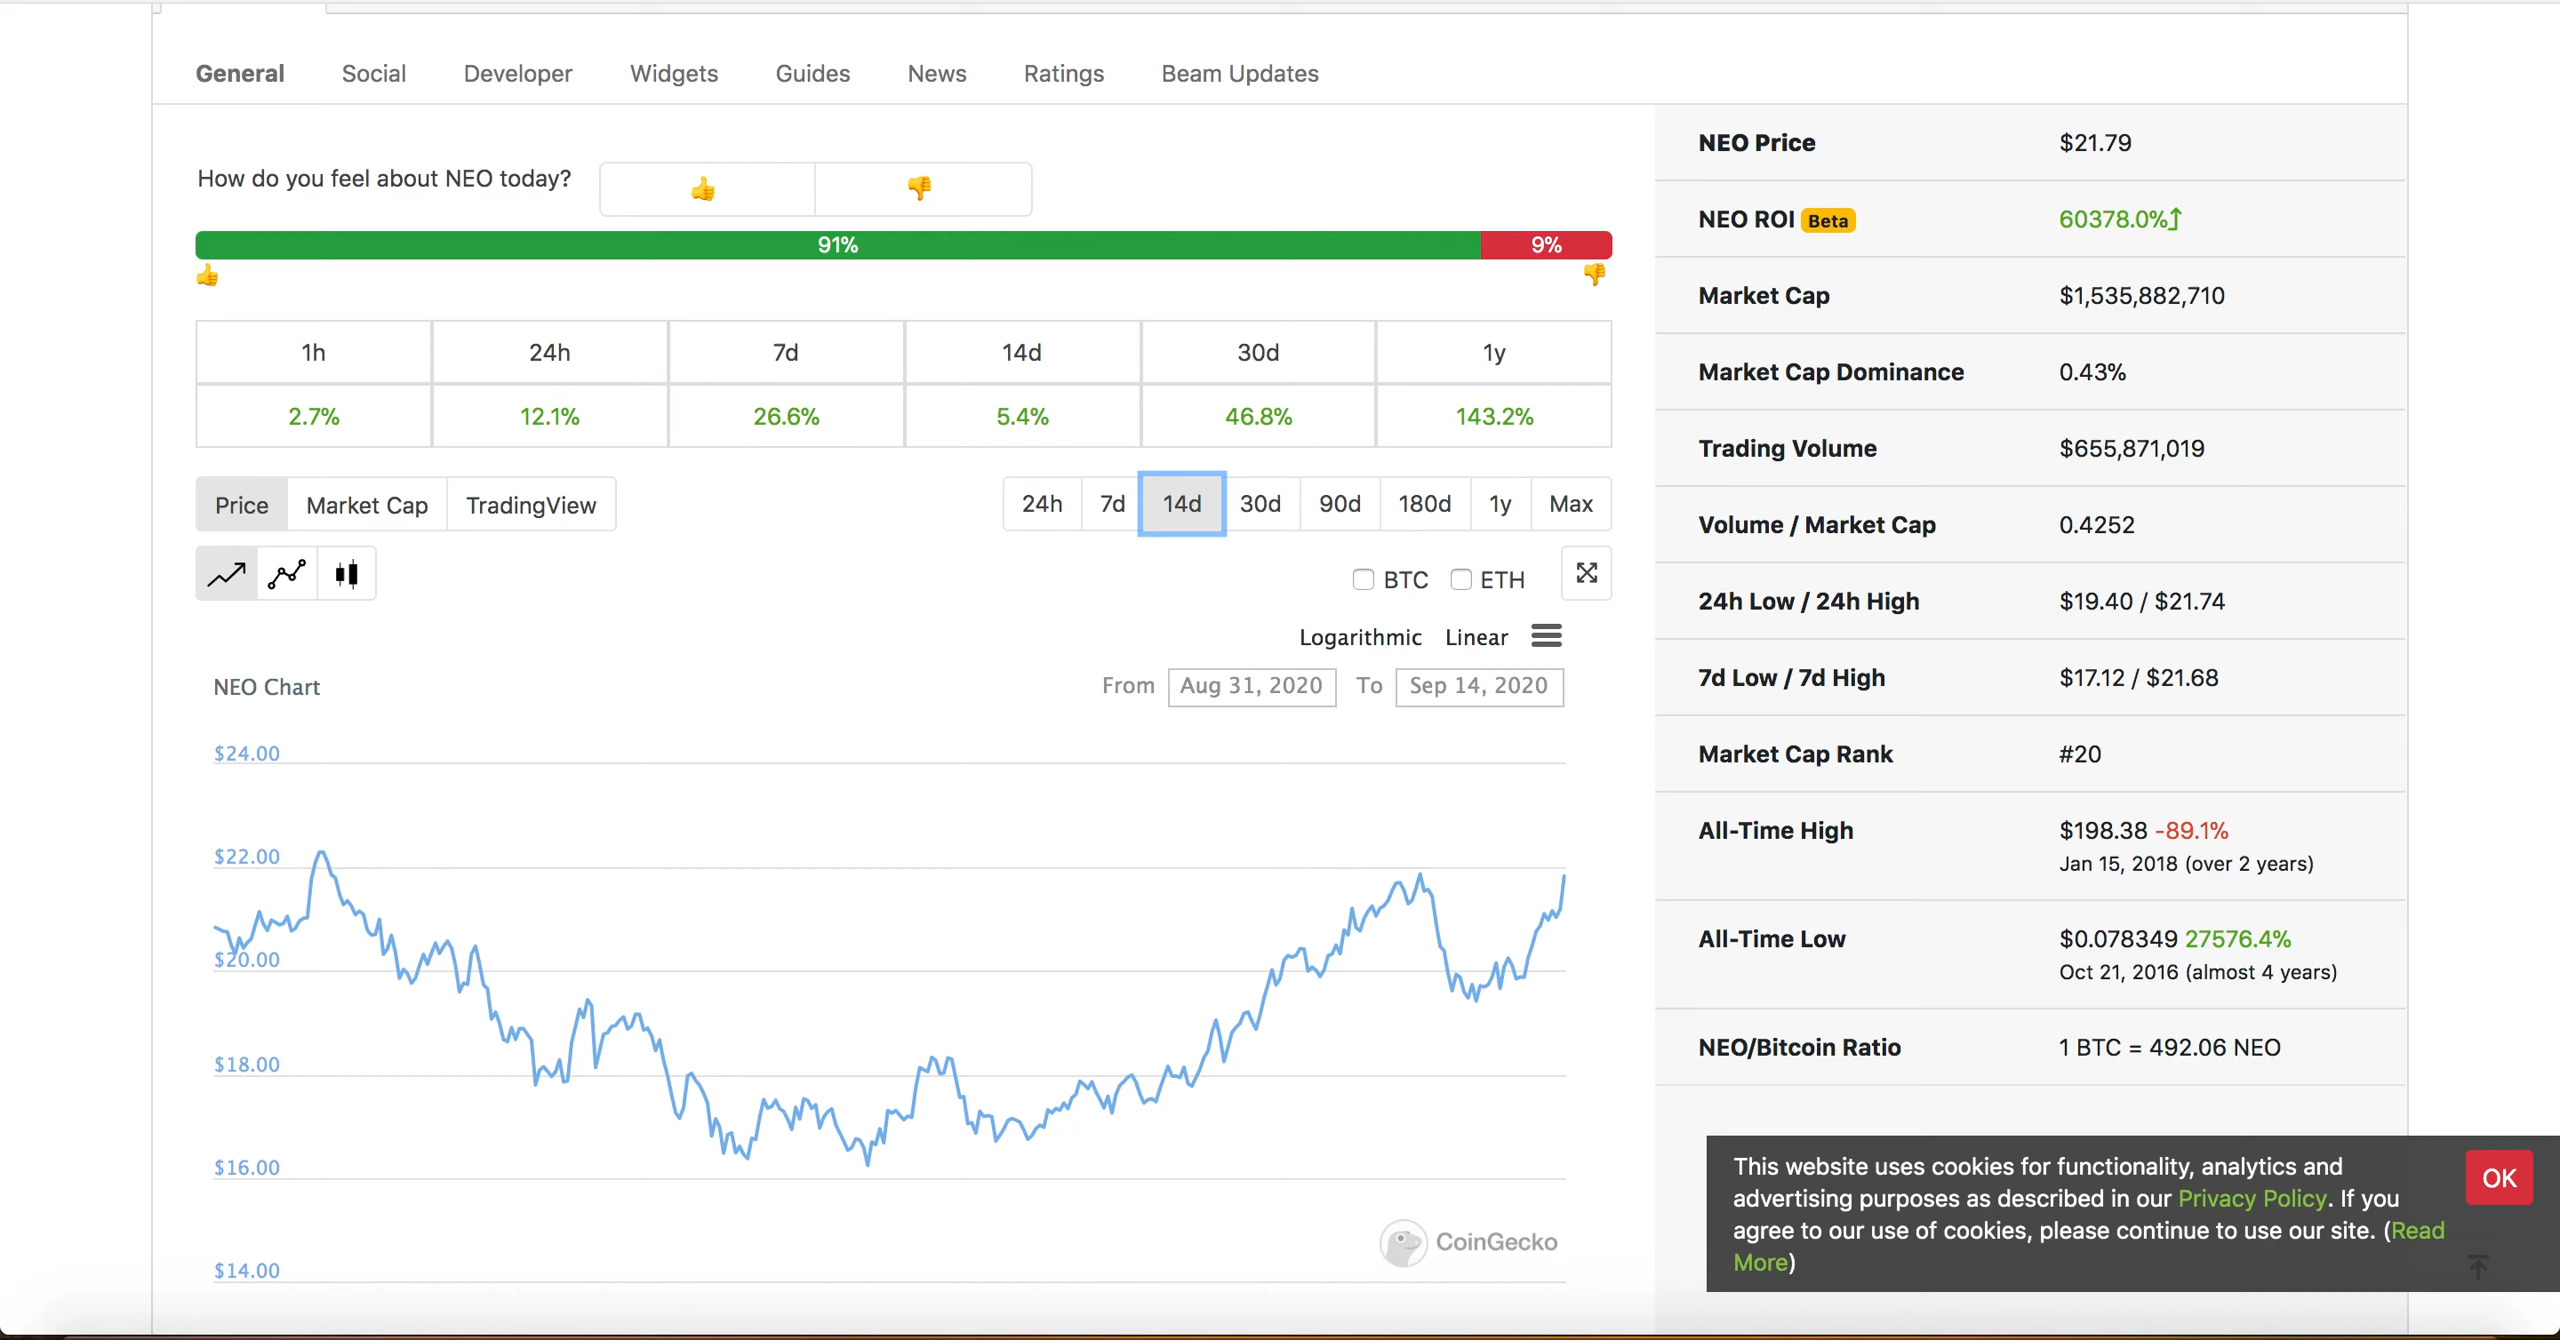 General Social Developer Widgets Guides News Ratings Beam Updates
How do you feel about NEO today?
91% 9%
1h 24h 7d 14d 30d 1y
2.7% 12.1% 26.6% 5.4% 46.8% 143.2%
Price Market Cap TradingView
24h 7d 14d 30d 90d 180d 1y Max
BTC ETH
Logarithmic Linear
NEO Chart
From Aug 31, 2020 To Sep 14, 2020
$24.00
$22.00
$20.00
$18.00
$16.00
$14.00
CoinGecko
NEO Price $21.79
NEO ROI Beta 60378.0%
Market Cap $1,535,882,710
Market Cap Dominance 0.43%
Trading Volume $655,871,019
Volume / Market Cap 0.4252
24h Low / 24h High $19.40 / $21.74
7d Low / 7d High $17.12 / $21.68
Market Cap Rank #20
All-Time High $198.38 -89.1%
Jan 15, 2018 (over 2 years)
All-Time Low $0.078349 27576.4%
Oct 21, 2016 (almost 4 years)
NEO/Bitcoin Ratio 1 BTC = 492.06 NEO
This website uses cookies for functionality, analytics and
advertising purposes as described in our Privacy Policy. If you
agree to our use of cookies, please continue to use our site. (Read
More)
OK